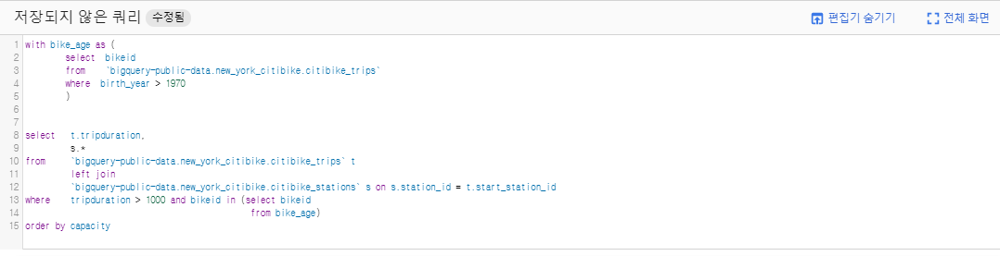 저장되지 않은 쿼리 수정됨 편집기 숨기기 전체 화면
1 with bike_age as (
2 select bikeid
3 from `bigquery-public-data.new_york_citibike.citibike_trips`
4 where birth_year > 1970
5 )
6
7
8 select t.tripduration,
9 s.*
10 from `bigquery-public-data.new_york_citibike.citibike_trips` t
11 left join
12 `bigquery-public-data.new_york_citibike.citibike_stations` s on s.station_id = t.start_station_id
13 where tripduration > 1000 and bikeid in (select bikeid
14 from bike_age)
15 order by capacity